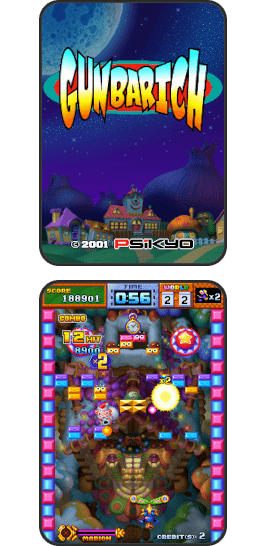 GUNBARICH
© 2001 PSIKYO
SCORE TIME WORLD
188901 0:56 2 2 x2
COMBO
12 HIT
8400
x2
x2
MARION CREDIT(S): 2